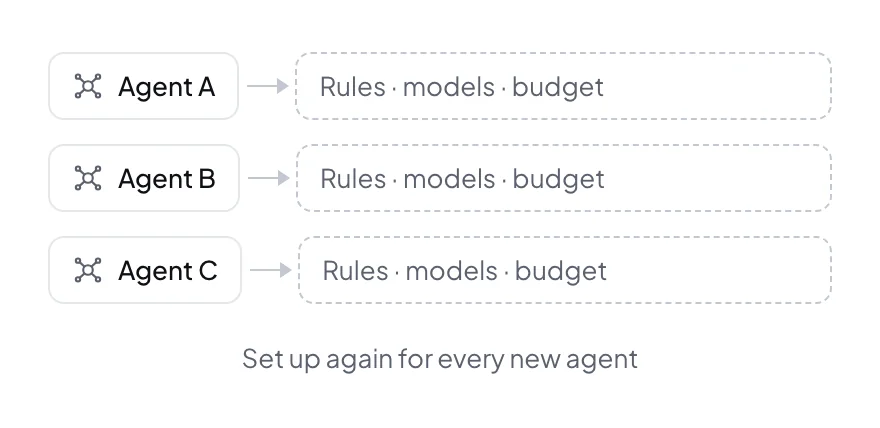 Agent A
Rules · models · budget
Agent B
Rules · models · budget
Agent C
Rules · models · budget
Set up again for every new agent